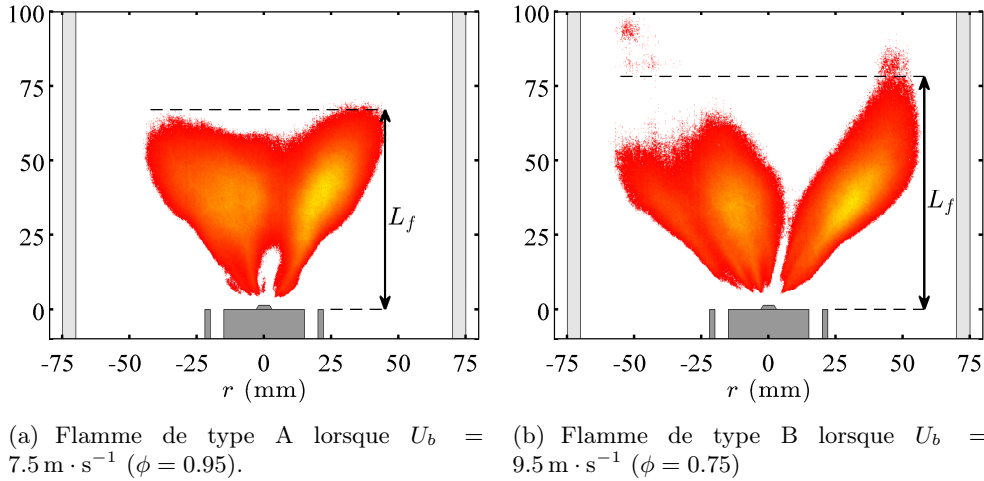 100
75
50
25
0
-75 -50 -25 0 25 50 75
r (mm)
L_f
100
75
50
25
0
-75 -50 -25 0 25 50 75
r (mm)
L_f
(a) Flamme de type A lorsque U_b =
7.5 m · s⁻¹ (ϕ = 0.95).
(b) Flamme de type B lorsque U_b =
9.5 m · s⁻¹ (ϕ = 0.75)